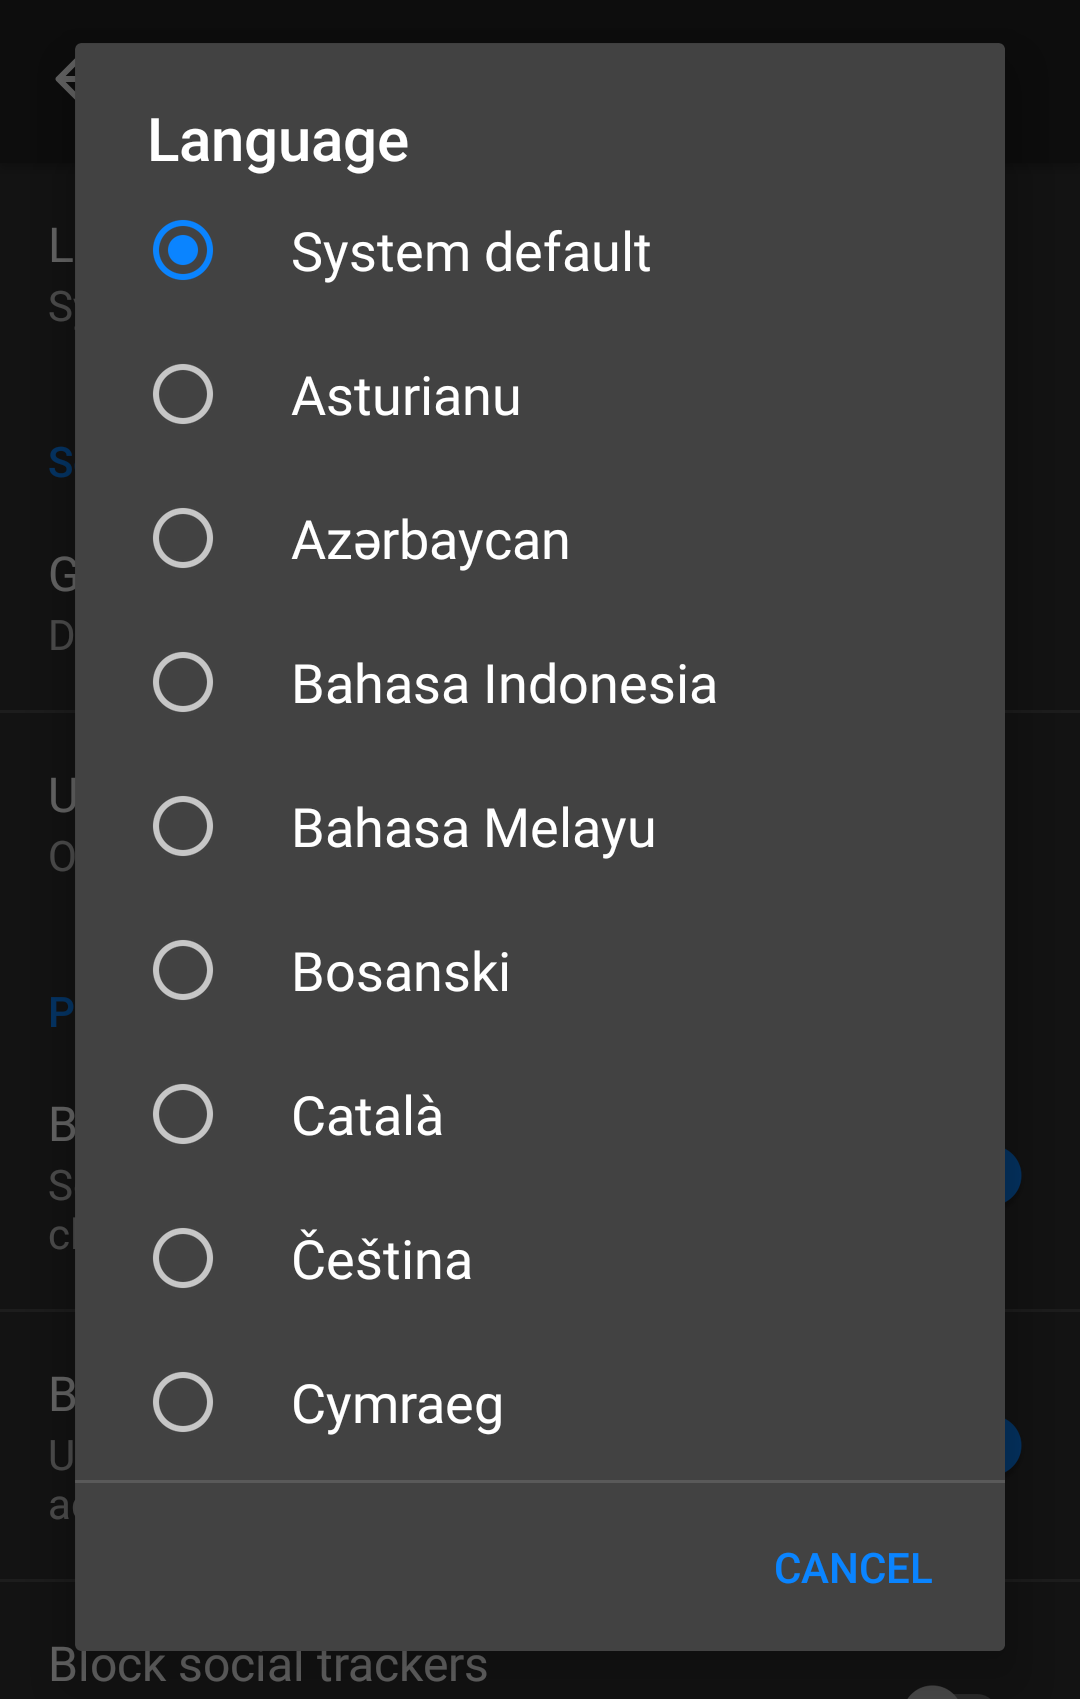 Language
System default
Asturianu
Azərbaycan
Bahasa Indonesia
Bahasa Melayu
Bosanski
Català
Čeština
Cymraeg
CANCEL
Block social trackers